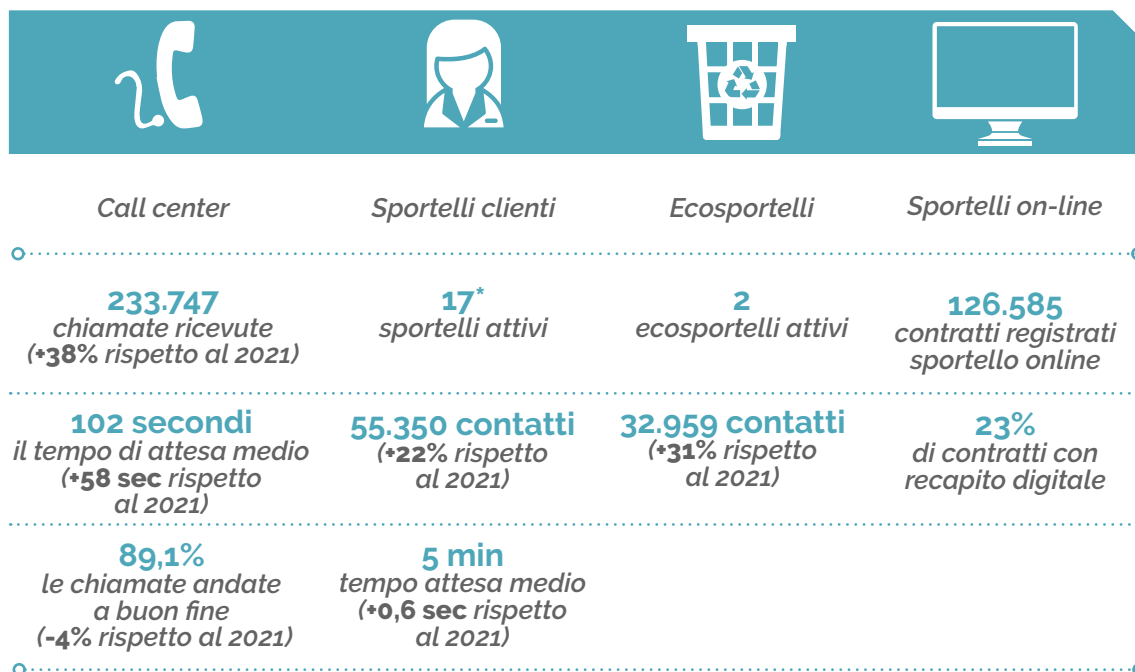 Call center
Sportelli clienti
Ecosportelli
Sportelli on-line
233.747
chiamate ricevute
(+38% rispetto al 2021)
17*
sportelli attivi
2
ecosportelli attivi
126.585
contratti registrati
sportello online
102 secondi
il tempo di attesa medio
(+58 sec rispetto
al 2021)
55.350 contatti
(+22% rispetto
al 2021)
32.959 contatti
(+31% rispetto
al 2021)
23%
di contratti con
recapito digitale
89,1%
le chiamate andate
a buon fine
(-4% rispetto al 2021)
5 min
tempo attesa medio
(+0,6 sec rispetto
al 2021)